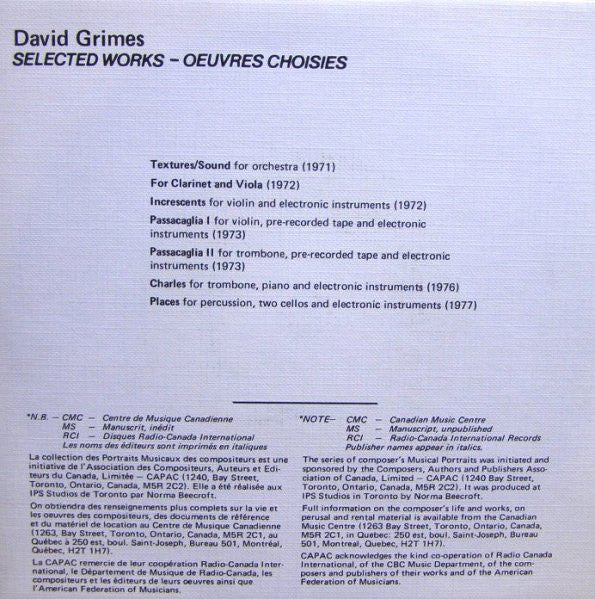 David Grimes
SELECTED WORKS – OEUVRES CHOISIES
Textures/Sound for orchestra (1971)
For Clarinet and Viola (1972)
Increscents for violin and electronic instruments (1972)
Passacaglia I for violin, pre-recorded tape and electronic
instruments (1973)
Passacaglia II for trombone, pre-recorded tape and electronic
instruments (1973)
Charles for trombone, piano and electronic instruments (1976)
Places for percussion, two cellos and electronic instruments (1977)
*N.B. – CMC – Centre de Musique Canadienne
MS – Manuscrit, inédit
RCI – Disques Radio-Canada International
Les noms des éditeurs sont imprimés en italiques
La collection des Portraits Musicaux des compositeurs est une
initiative de l'Association des Compositeurs, Auteurs et Edi-
teurs du Canada, Limitée – CAPAC (1240, Bay Street,
Toronto, Ontario, Canada, M5R 2C2). Elle a été réalisée aux
IPS Studios de Toronto par Norma Beecroft.
On obtiendra des renseignements plus complets sur la vie et
les oeuvres des compositeurs, des documents de référence
et du matériel de location au Centre de Musique Canadienne
(1263, Bay Street, Toronto, Ontario, Canada, M5R 2C1, au
Québec à 250 est, boul. Saint-Joseph, Bureau 501, Montréal,
Québec, H2T 1H7).
La CAPAC remercie de leur coopération Radio-Canada Inter-
national, le Département de Musique de Radio-Canada, les
compositeurs et les éditeurs de leurs oeuvres ainsi que
l'American Federation of Musicians.
*NOTE– CMC – Canadian Music Centre
MS – Manuscript, unpublished
RCI – Radio-Canada International Records
Publisher names appear in italics.
The series of composer's Musical Portraits was initiated and
sponsored by the Composers, Authors and Publishers Asso-
ciation of Canada, Limited – CAPAC (1240 Bay Street,
Toronto, Ontario, Canada, M5R 2C2). It was produced at
IPS Studios in Toronto by Norma Beecroft.
Full information on the composer's life and works, on
perusal and rental material is available from the Canadian
Music Centre (1263 Bay Street, Toronto, Ontario, Canada,
M5R 2C1, in Québec: 250 est, boul. Saint-Joseph, Bureau
501, Montreal, Quebec, H2T 1H7).
CAPAC acknowledges the kind co-operation of Radio Canada
International, of the CBC Music Department, of the com-
posers and publishers of their works and of the American
Federation of Musicians.